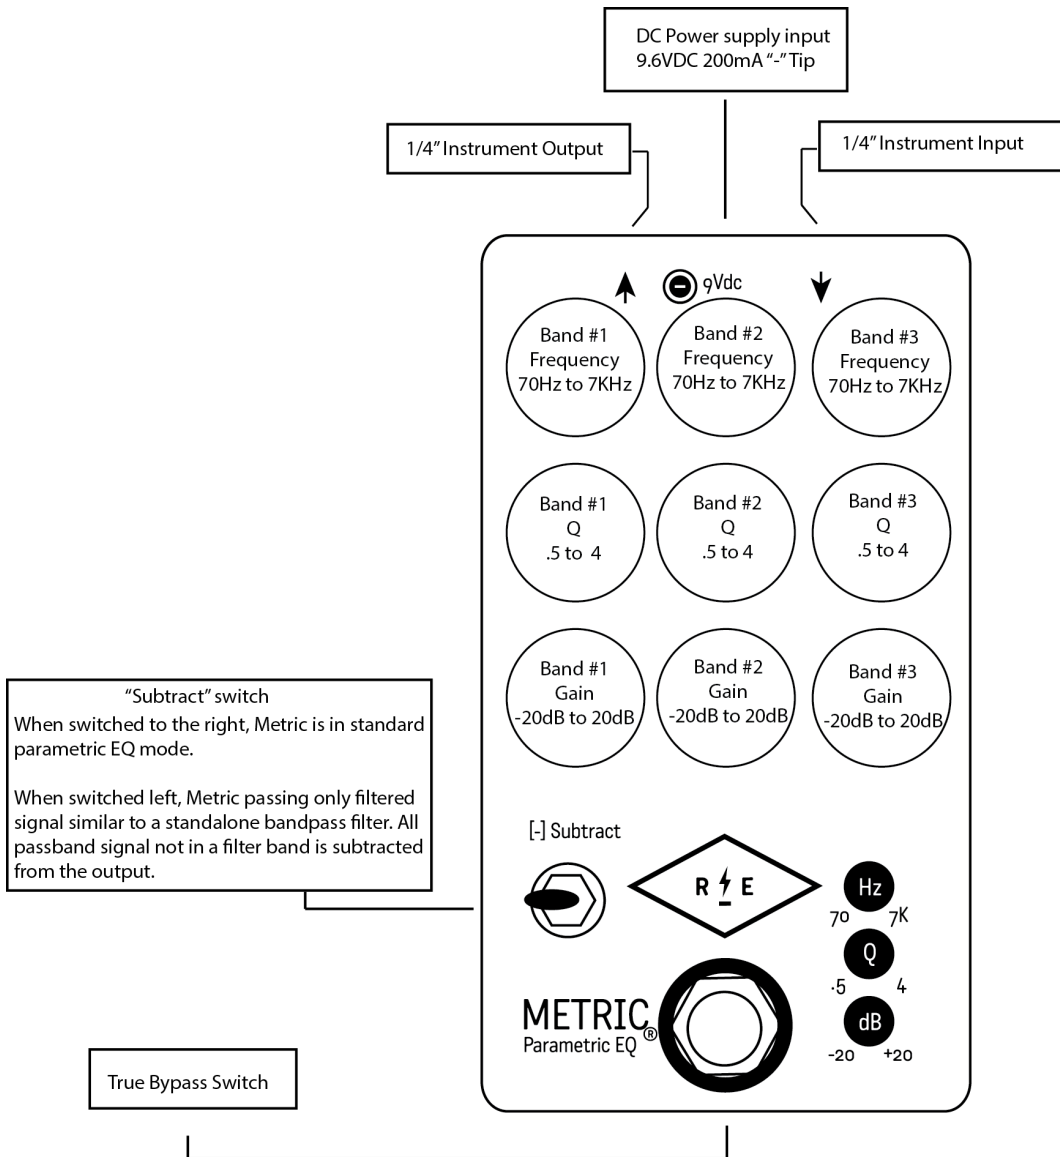 DC Power supply input
9.6VDC 200mA “-” Tip
1/4” Instrument Output
1/4” Instrument Input
9Vdc
Band #1
Frequency
70Hz to 7KHz
Band #2
Frequency
70Hz to 7KHz
Band #3
Frequency
70Hz to 7KHz
Band #1
Q
.5 to 4
Band #2
Q
.5 to 4
Band #3
Q
.5 to 4
Band #1
Gain
-20dB to 20dB
Band #2
Gain
-20dB to 20dB
Band #3
Gain
-20dB to 20dB
“Subtract” switch
When switched to the right, Metric is in standard
parametric EQ mode.
When switched left, Metric passing only filtered
signal similar to a standalone bandpass filter. All
passband signal not in a filter band is subtracted
from the output.
[-] Subtract
R E
Hz
70 7K
Q
.5 4
dB
-20 +20
METRIC®
Parametric EQ
True Bypass Switch